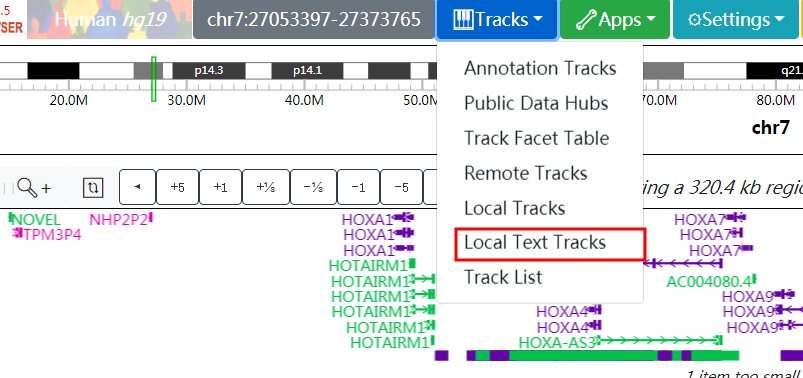 .5
Human hg19
chr7:27053397-27373765
Tracks
Apps
Settings
WSER
p14.3
p14.1
q21.
20.0M
30.0M
40.0M
50.0M
70.0M
80.0M
chr7
Annotation Tracks
Public Data Hubs
Track Facet Table
Remote Tracks
Local Tracks
Local Text Tracks
Track List
+
◂
+5
+1
+⅓
-⅓
-1
-5
ing a 320.4 kb regio
NOVEL
NHP2P2
HOXA1
HOXA7
TPM3P4
HOXA1
HOXA7
HOXA1
HOXA7
HOTAIRM1
HOTAIRM1
AC004080.4
HOTAIRM1
HOXA9
HOTAIRM1
HOXA4
HOXA9
HOTAIRM1
HOXA4
HOXA9
HOTAIRM1
HOXA-AS3
1 item too small